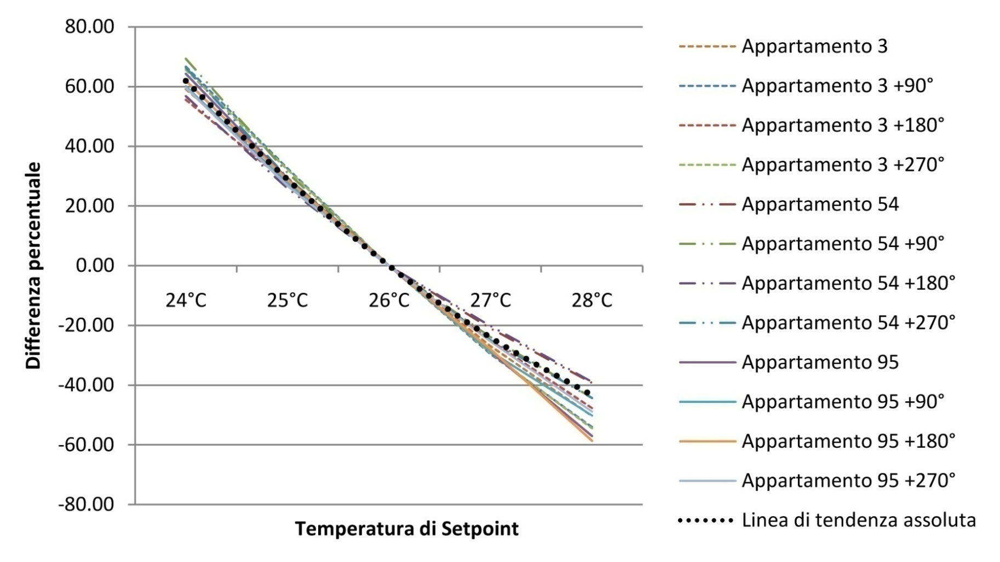 80.00
60.00
40.00
20.00
0.00
-20.00
-40.00
-60.00
-80.00
Differenza percentuale
24°C 25°C 26°C 27°C 28°C
Temperatura di Setpoint
Appartamento 3
Appartamento 3 +90°
Appartamento 3 +180°
Appartamento 3 +270°
Appartamento 54
Appartamento 54 +90°
Appartamento 54 +180°
Appartamento 54 +270°
Appartamento 95
Appartamento 95 +90°
Appartamento 95 +180°
Appartamento 95 +270°
Linea di tendenza assoluta